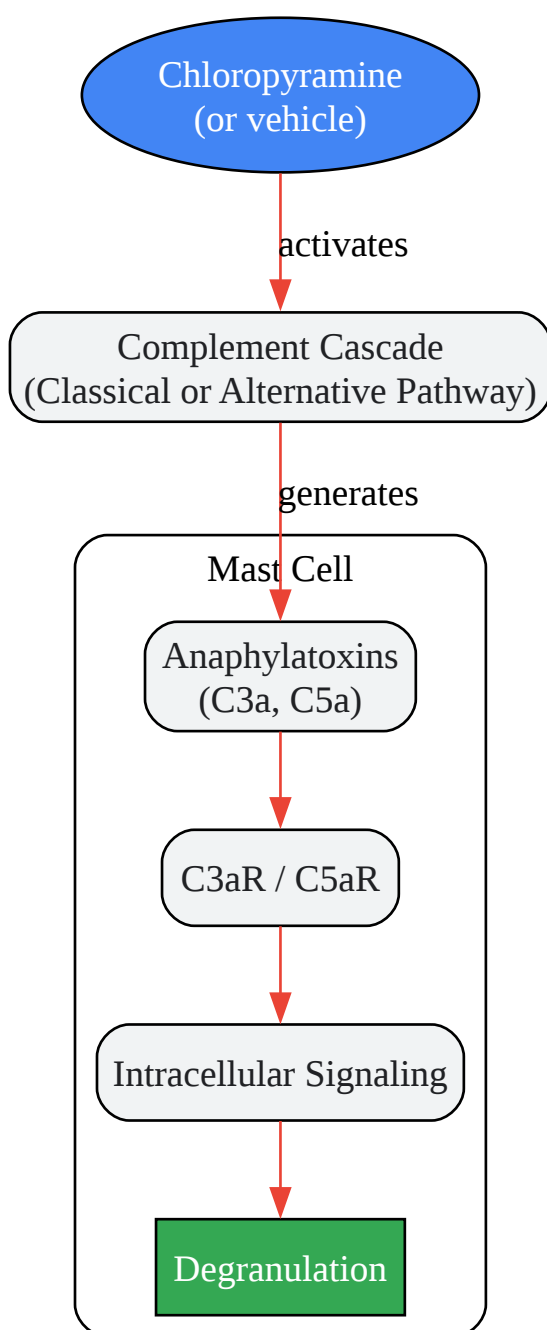 Chloropyramine
(or vehicle)
activates
Complement Cascade
(Classical or Alternative Pathway)
generates
Mast Cell
Anaphylatoxins
(C3a, C5a)
C3aR / C5aR
Intracellular Signaling
Degranulation